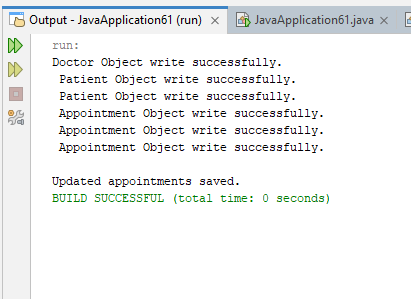 Output - JavaApplication61 (run) ×
JavaApplication61.java ×
run:
Doctor Object write successfully.
Patient Object write successfully.
Patient Object write successfully.
Appointment Object write successfully.
Appointment Object write successfully.
Appointment Object write successfully.
Updated appointments saved.
BUILD SUCCESSFUL (total time: 0 seconds)